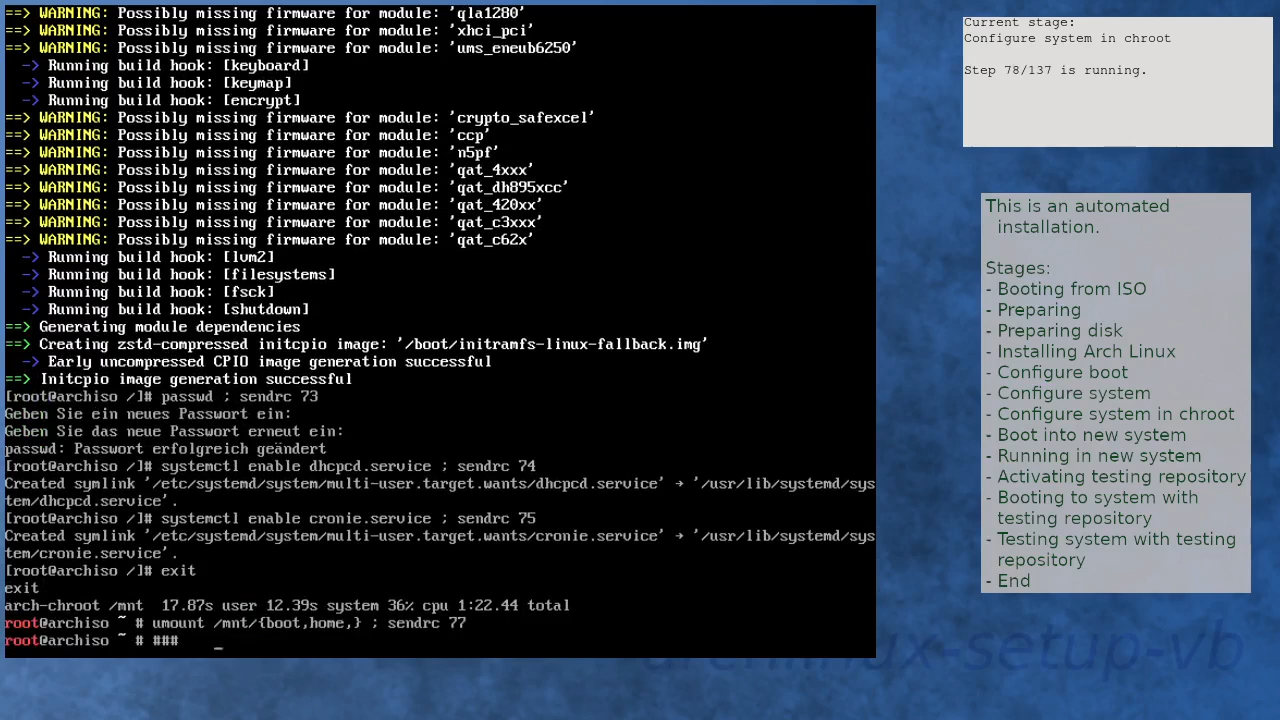 ==> WARNING: Possibly missing firmware for module: 'qla1280'
==> WARNING: Possibly missing firmware for module: 'xhci_pci'
==> WARNING: Possibly missing firmware for module: 'ums_eneub6250'
-> Running build hook: [keyboard]
-> Running build hook: [keymap]
-> Running build hook: [encrypt]
==> WARNING: Possibly missing firmware for module: 'crypto_safexcel'
==> WARNING: Possibly missing firmware for module: 'ccp'
==> WARNING: Possibly missing firmware for module: 'n5pf'
==> WARNING: Possibly missing firmware for module: 'qat_4xxx'
==> WARNING: Possibly missing firmware for module: 'qat_dh895xcc'
==> WARNING: Possibly missing firmware for module: 'qat_420xx'
==> WARNING: Possibly missing firmware for module: 'qat_c3xxx'
==> WARNING: Possibly missing firmware for module: 'qat_c62x'
-> Running build hook: [lvm2]
-> Running build hook: [filesystems]
-> Running build hook: [fsck]
-> Running build hook: [shutdown]
==> Generating module dependencies
==> Creating zstd-compressed initcpio image: '/boot/initramfs-linux-fallback.img'
-> Early uncompressed CPIO image generation successful
==> Initcpio image generation successful
[root@archiso /]# passwd ; sendrc 73
Geben Sie ein neues Passwort ein:
Geben Sie das neue Passwort erneut ein:
passwd: Passwort erfolgreich geändert
[root@archiso /]# systemctl enable dhcpcd.service ; sendrc 74
Created symlink '/etc/systemd/system/multi-user.target.wants/dhcpcd.service' → '/usr/lib/systemd/sys
tem/dhcpcd.service'.
[root@archiso /]# systemctl enable cronie.service ; sendrc 75
Created symlink '/etc/systemd/system/multi-user.target.wants/cronie.service' → '/usr/lib/systemd/sys
tem/cronie.service'.
[root@archiso /]# exit
exit
arch-chroot /mnt  17.87s user 12.39s system 36% cpu 1:22.44 total
root@archiso ~ # umount /mnt/{boot,home,} ; sendrc 77
root@archiso ~ # ###    _
Current stage:
Configure system in chroot
Step 78/137 is running.
This is an automated
installation.
Stages:
- Booting from ISO
- Preparing
- Preparing disk
- Installing Arch Linux
- Configure boot
- Configure system
- Configure system in chroot
- Boot into new system
- Running in new system
- Activating testing repository
- Booting to system with
testing repository
- Testing system with testing
repository
- End
archlinux-setup-vb